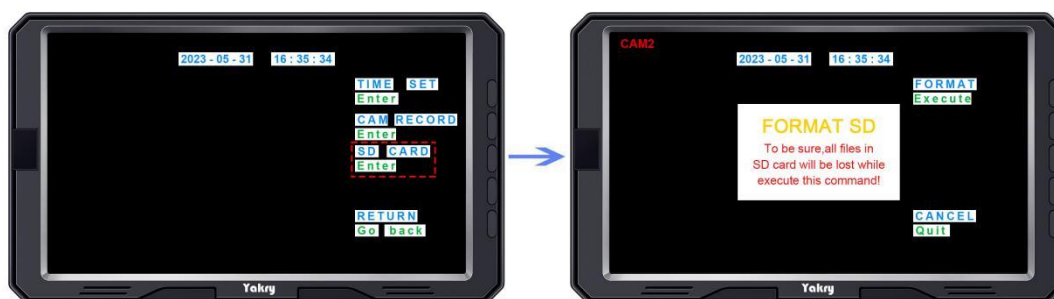 2023 - 05 - 31 16 : 35 : 34
TIME SET
Enter
CAM RECORD
Enter
SD CARD
Enter
RETURN
Go back
Yakry
CAM2
2023 - 05 - 31 16 : 35 : 34
FORMAT
Execute
FORMAT SD
To be sure,all files in
SD card will be lost while
execute this command!
CANCEL
Quit
Yakry